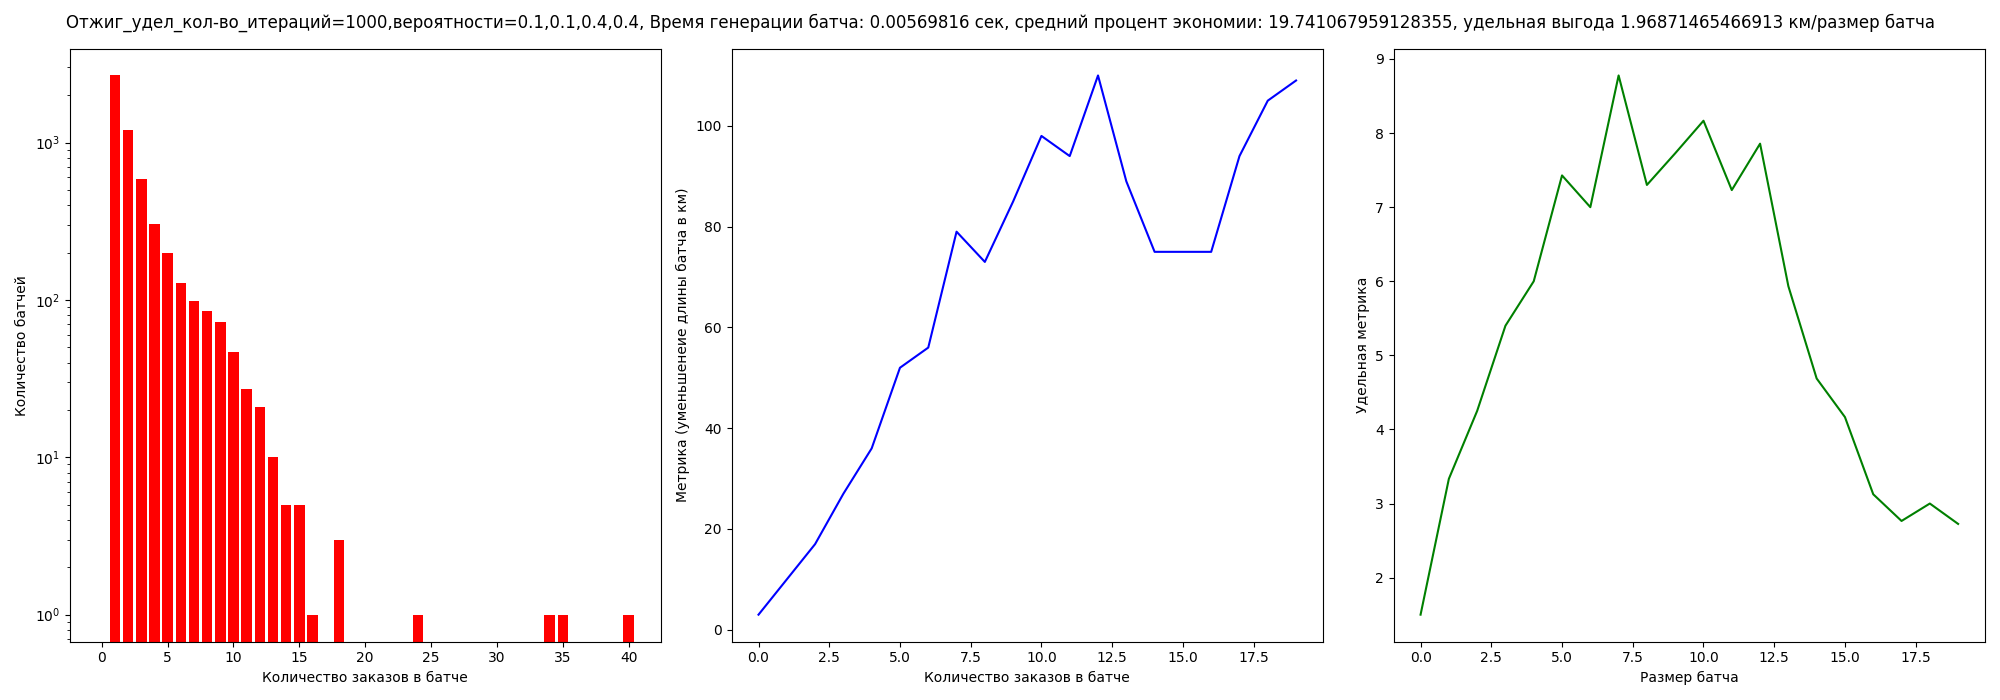 Отжиг_удел_кол-во_итераций=1000,вероятности=0.1,0.1,0.4,0.4, Время генерации батча: 0.00569816 сек, средний процент экономии: 19.741067959128355, удельная выгода 1.96871465466913 км/размер батча
Количество батчей
10³
10²
10¹
10⁰
0 5 10 15 20 25 30 35 40
Количество заказов в батче
Метрика (уменьшенеие длины батча в км)
100
80
60
40
20
0
0.0 2.5 5.0 7.5 10.0 12.5 15.0 17.5
Количество заказов в батче
Удельная метрика
9
8
7
6
5
4
3
2
0.0 2.5 5.0 7.5 10.0 12.5 15.0 17.5
Размер батча